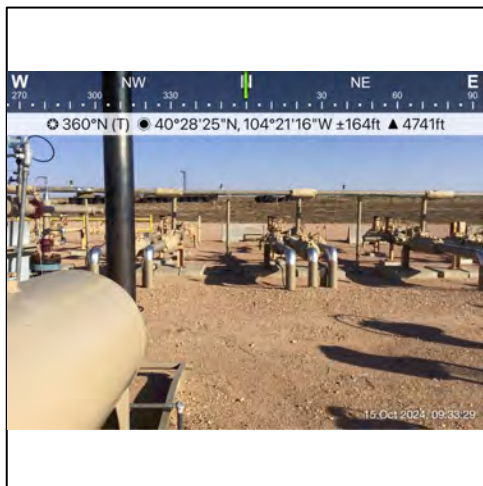 W NW N NE E
270 300 330 30 60 90
360°N (T) 40°28'25"N, 104°21'16"W ±164ft ▲ 4741ft
15 Oct 2024, 09:33:29